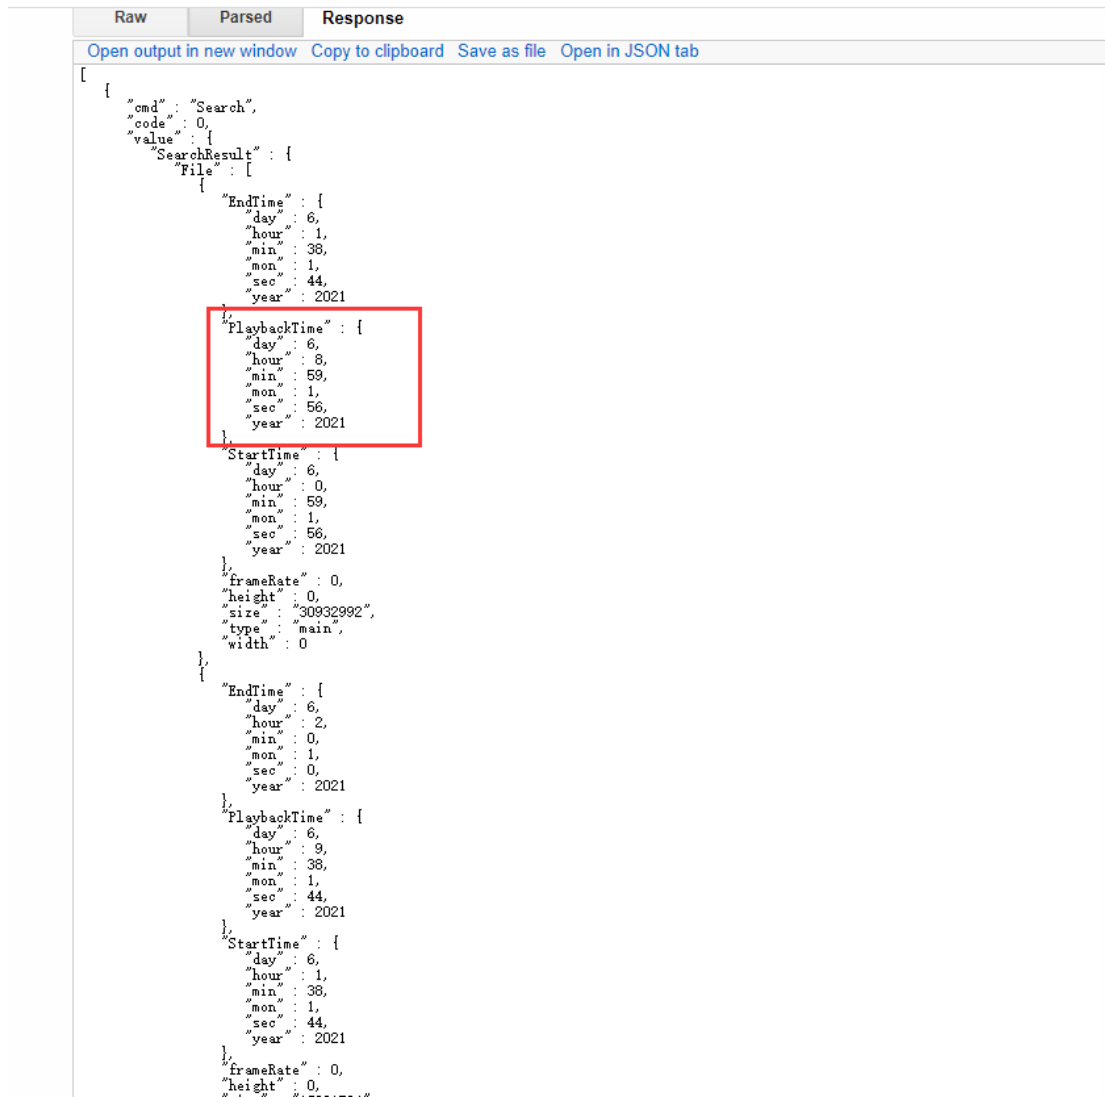 Raw Parsed Response
Open output in new window Copy to clipboard Save as file Open in JSON tab
[
{
"cmd" : "Search",
"code" : 0,
"value" : {
"SearchResult" : {
"File" : [
{
"EndTime" : {
"day" : 6,
"hour" : 1,
"min" : 38,
"mon" : 1,
"sec" : 44,
"year" : 2021
},
"PlaybackTime" : {
"day" : 6,
"hour" : 8,
"min" : 59,
"mon" : 1,
"sec" : 56,
"year" : 2021
},
"StartTime" : {
"day" : 6,
"hour" : 0,
"min" : 59,
"mon" : 1,
"sec" : 56,
"year" : 2021
},
"frameRate" : 0,
"height" : 0,
"size" : "30932992",
"type" : "main",
"width" : 0
},
{
"EndTime" : {
"day" : 6,
"hour" : 2,
"min" : 0,
"mon" : 1,
"sec" : 0,
"year" : 2021
},
"PlaybackTime" : {
"day" : 6,
"hour" : 9,
"min" : 38,
"mon" : 1,
"sec" : 44,
"year" : 2021
},
"StartTime" : {
"day" : 6,
"hour" : 1,
"min" : 38,
"mon" : 1,
"sec" : 44,
"year" : 2021
},
"frameRate" : 0,
"height" : 0,